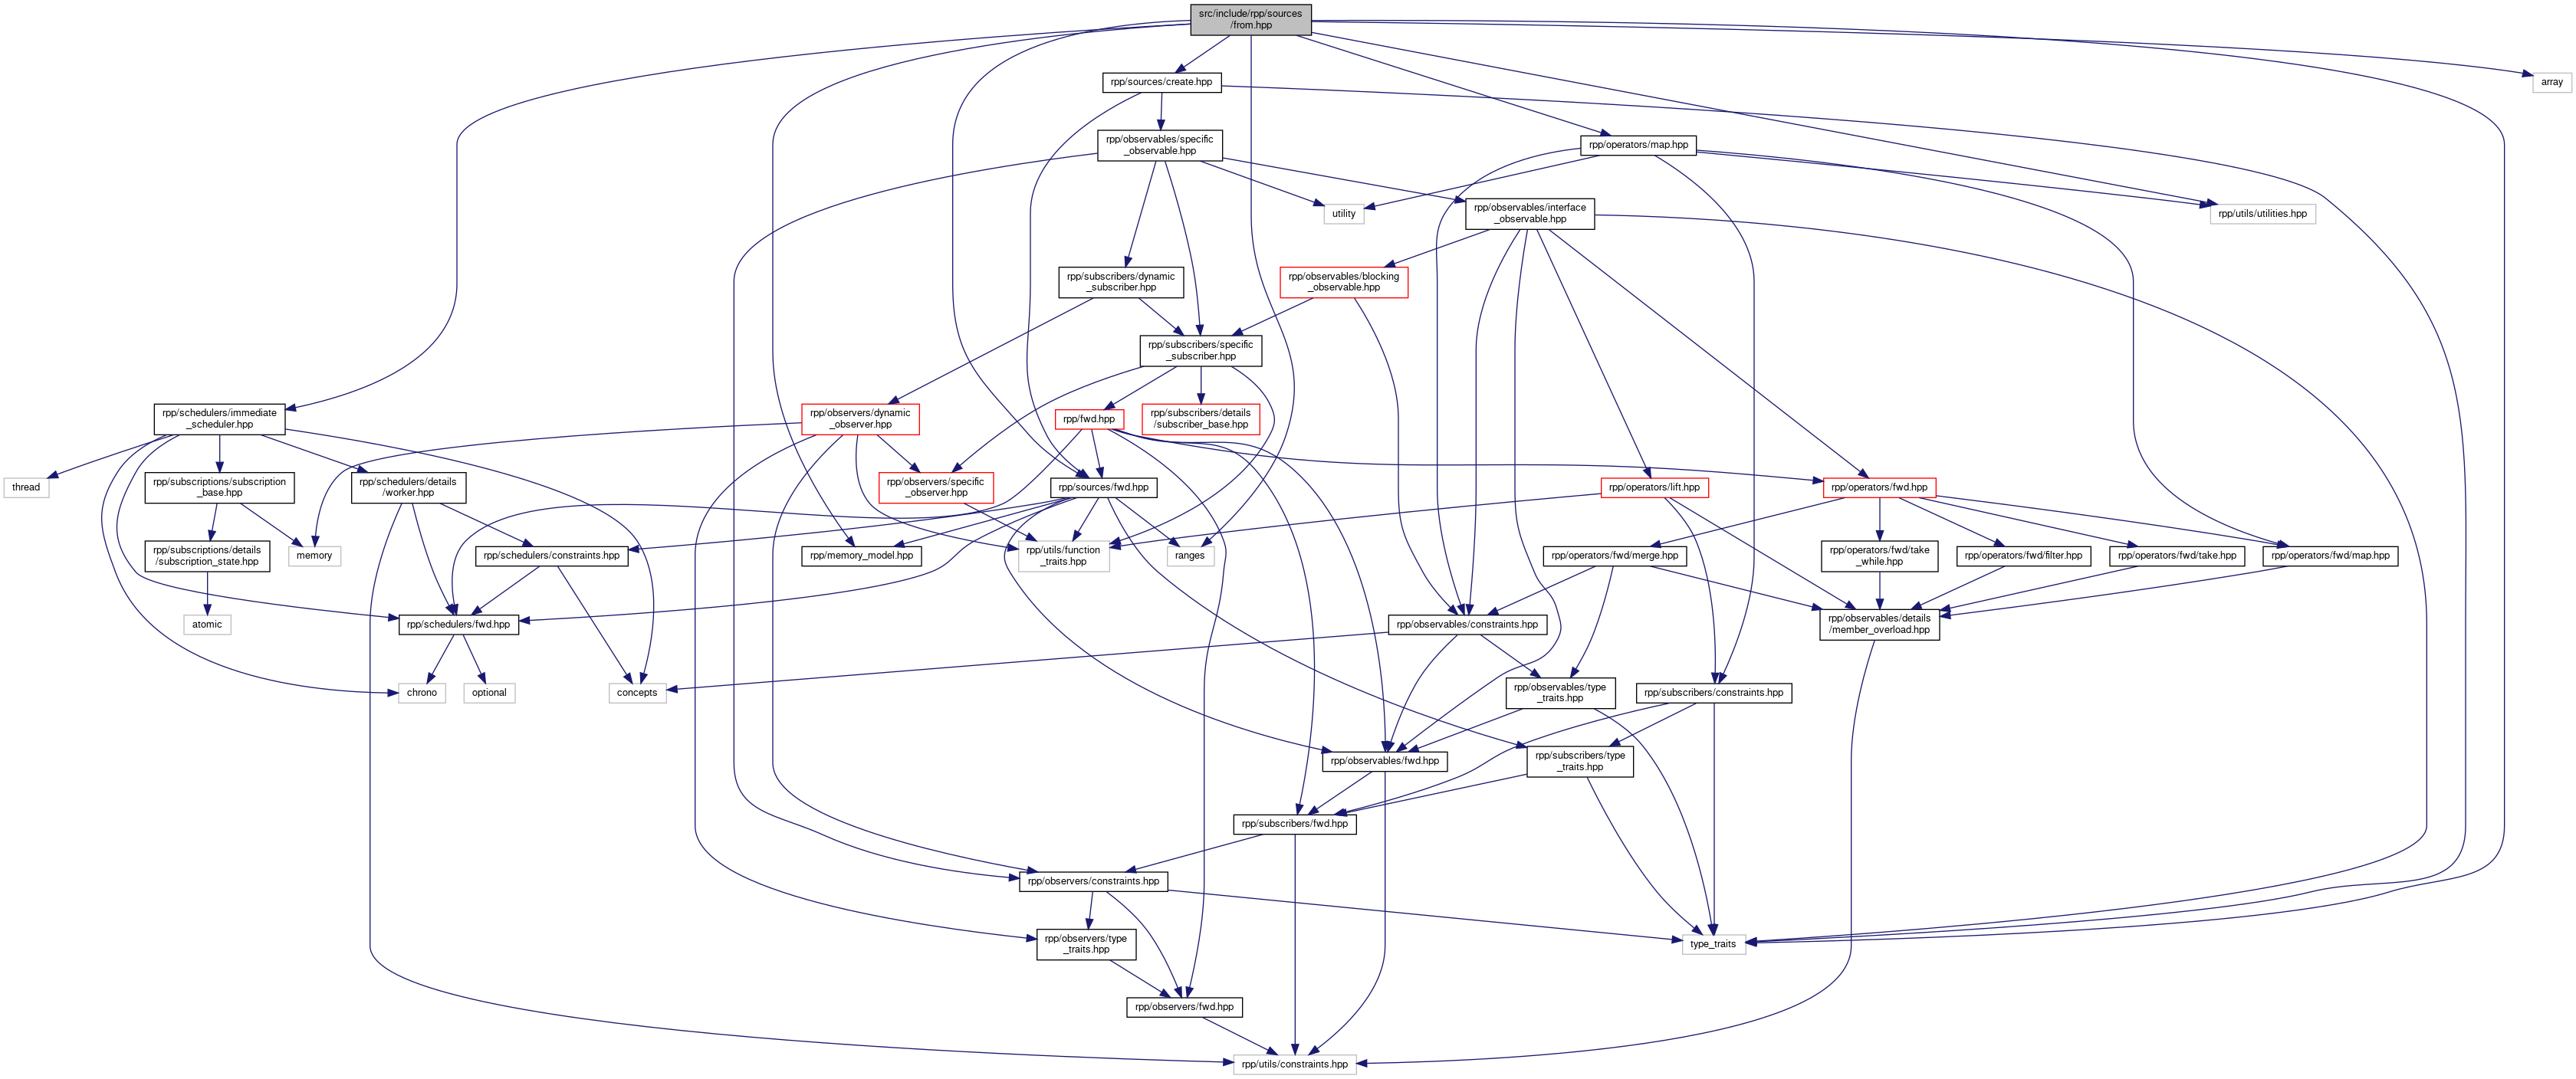 src/include/rpp/sources
/from.hpp
rpp/sources/create.hpp
array
rpp/observables/specific
_observable.hpp
rpp/operators/map.hpp
utility
rpp/observables/interface
_observable.hpp
rpp/utils/utilities.hpp
rpp/subscribers/dynamic
_subscriber.hpp
rpp/observables/blocking
_observable.hpp
rpp/subscribers/specific
_subscriber.hpp
rpp/schedulers/immediate
_scheduler.hpp
rpp/observers/dynamic
_observer.hpp
rpp/fwd.hpp
rpp/subscribers/details
/subscriber_base.hpp
thread
rpp/subscriptions/subscription
_base.hpp
rpp/schedulers/details
/worker.hpp
rpp/observers/specific
_observer.hpp
rpp/sources/fwd.hpp
rpp/operators/lift.hpp
rpp/operators/fwd.hpp
rpp/subscriptions/details
/subscription_state.hpp
memory
rpp/schedulers/constraints.hpp
rpp/memory_model.hpp
rpp/utils/function
_traits.hpp
ranges
rpp/operators/fwd/merge.hpp
rpp/operators/fwd/take
_while.hpp
rpp/operators/fwd/filter.hpp
rpp/operators/fwd/take.hpp
rpp/operators/fwd/map.hpp
atomic
rpp/schedulers/fwd.hpp
rpp/observables/constraints.hpp
rpp/observables/details
/member_overload.hpp
chrono
optional
concepts
rpp/observables/type
_traits.hpp
rpp/subscribers/constraints.hpp
rpp/observables/fwd.hpp
rpp/subscribers/type
_traits.hpp
rpp/subscribers/fwd.hpp
rpp/observers/constraints.hpp
rpp/observers/type
_traits.hpp
type_traits
rpp/observers/fwd.hpp
rpp/utils/constraints.hpp